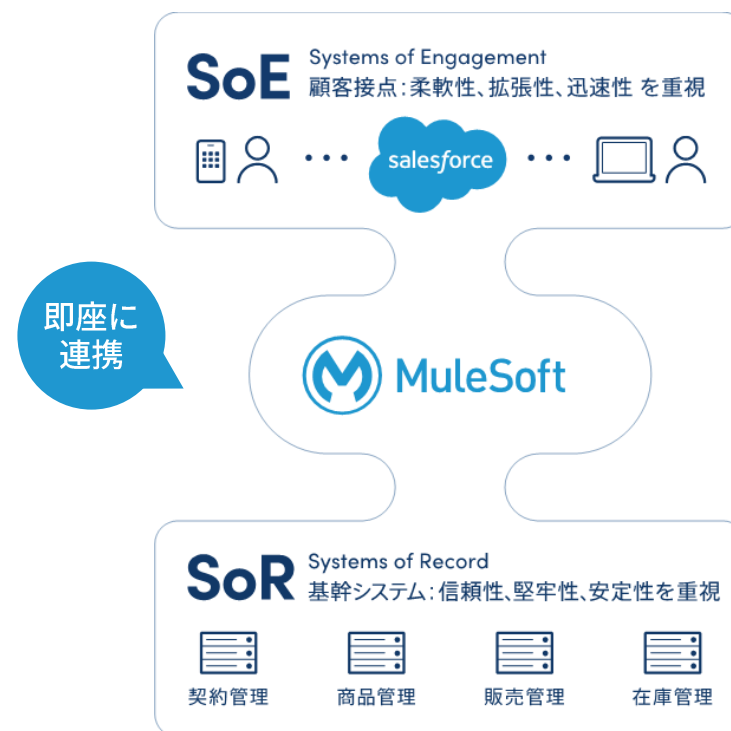 SoE
Systems of Engagement
顧客接点:柔軟性、拡張性、迅速性 を重視
salesforce
即座に
連携
MuleSoft
SoR
Systems of Record
基幹システム:信頼性、堅牢性、安定性を重視
契約管理
商品管理
販売管理
在庫管理